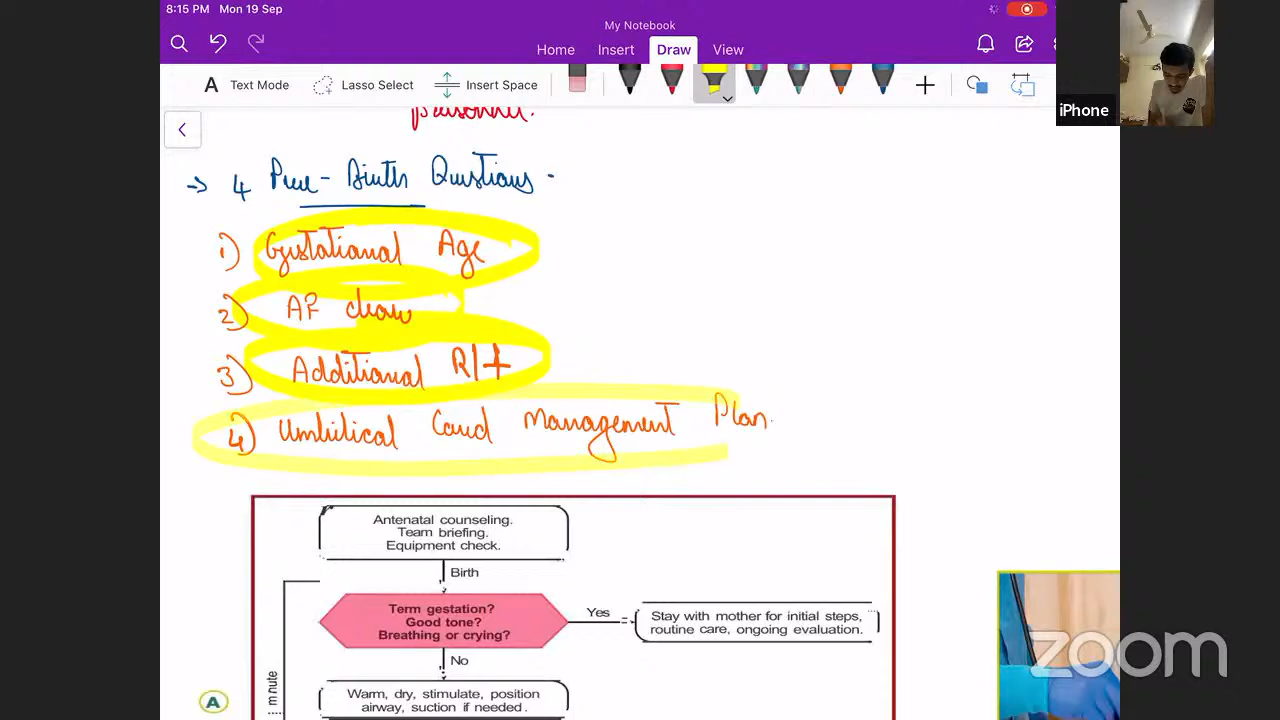 8:15 PM Mon 19 Sep
My Notebook
Home Insert Draw View
Text Mode Lasso Select Insert Space
iPhone
personnel.
→ 4 Pre-Birth Questions.
1) Gestational Age
2) AF clear
3) Additional R/f
4) Umbilical Cord Management Plan.
Antenatal counseling.
Team briefing.
Equipment check.
Birth
Term gestation?
Good tone?
Breathing or crying?
Yes
Stay with mother for initial steps,
routine care, ongoing evaluation.
No
Warm, dry, stimulate, position
airway, suction if needed.
A
zoom